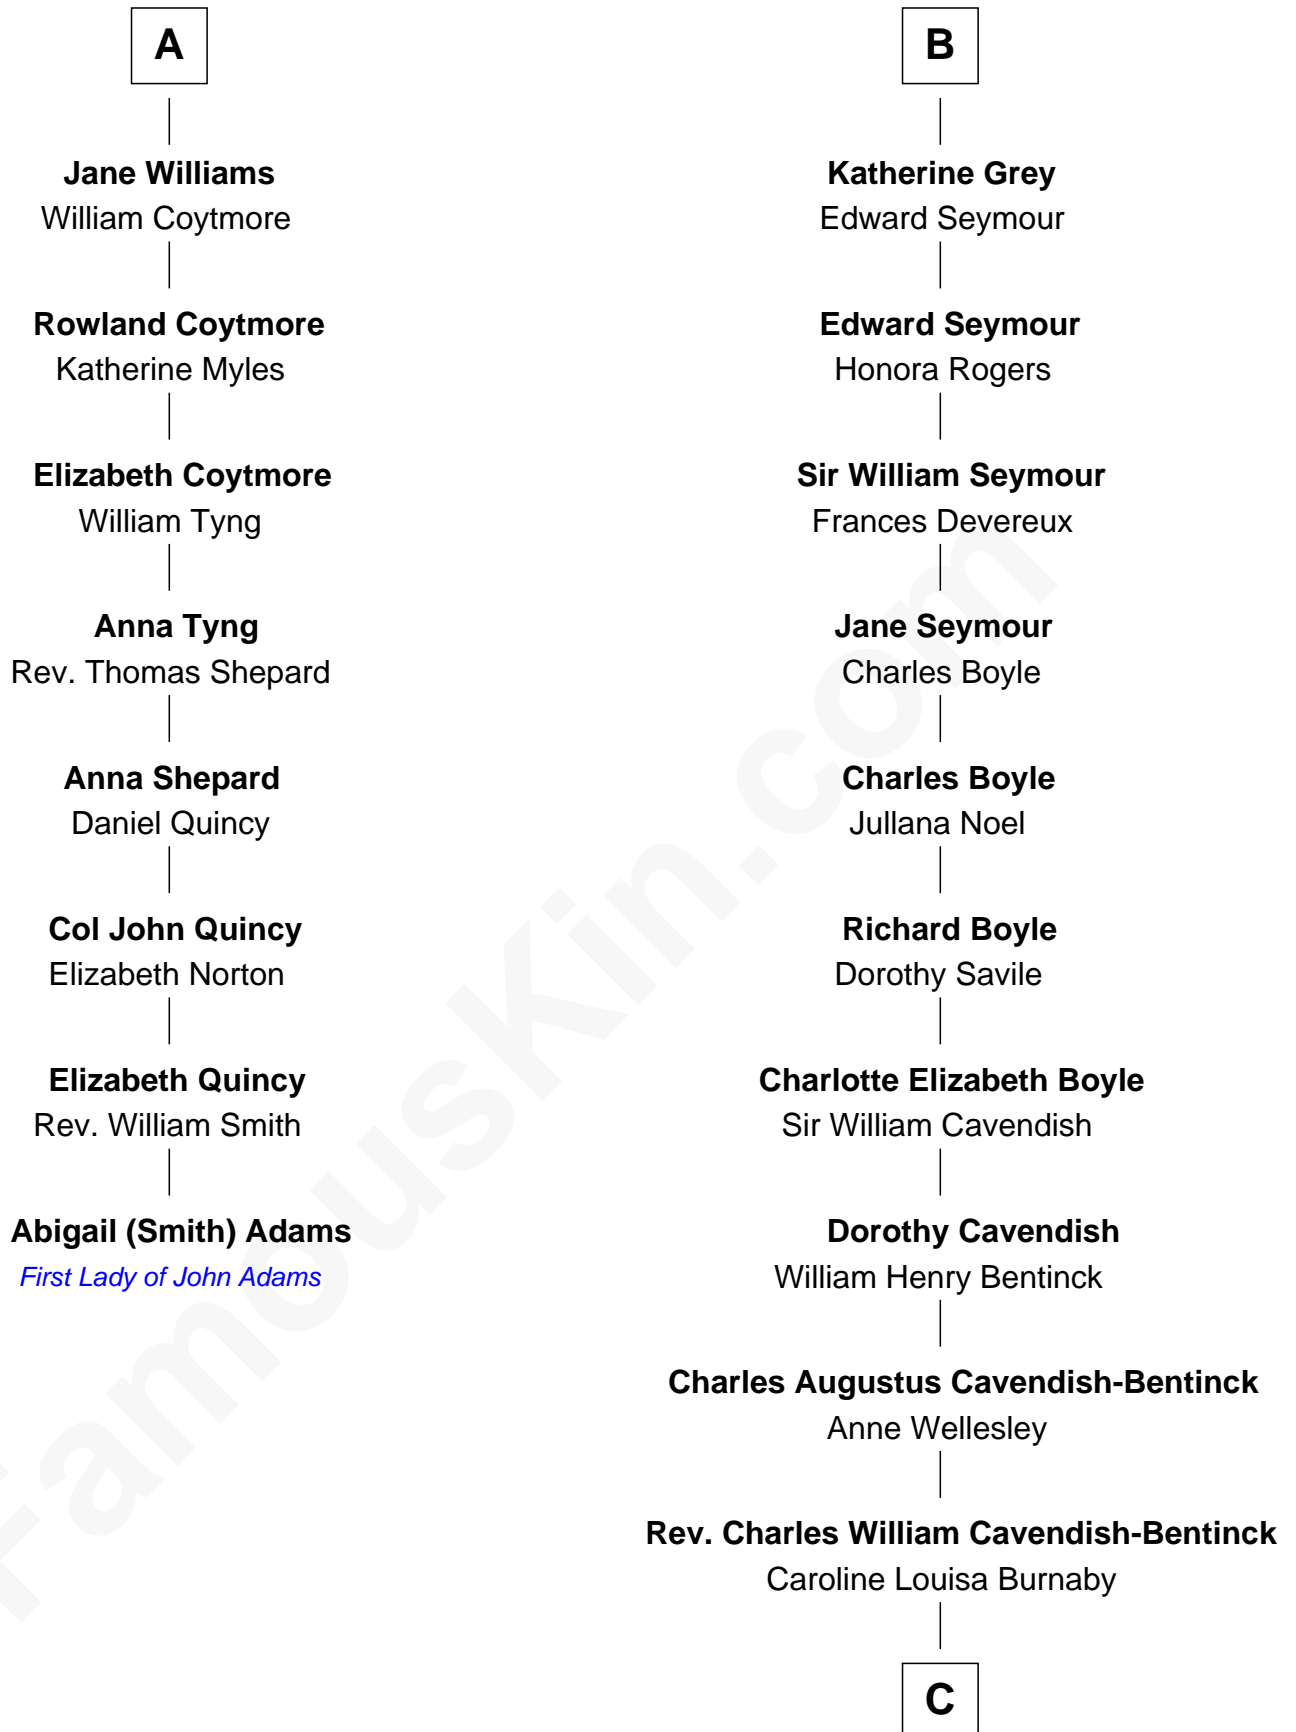 A
Jane Williams
William Coytmore
Rowland Coytmore
Katherine Myles
Elizabeth Coytmore
William Tyng
Anna Tyng
Rev. Thomas Shepard
Anna Shepard
Daniel Quincy
Col John Quincy
Elizabeth Norton
Elizabeth Quincy
Rev. William Smith
Abigail (Smith) Adams
First Lady of John Adams
B
Katherine Grey
Edward Seymour
Edward Seymour
Honora Rogers
Sir William Seymour
Frances Devereux
Jane Seymour
Charles Boyle
Charles Boyle
Jullana Noel
Richard Boyle
Dorothy Savile
Charlotte Elizabeth Boyle
Sir William Cavendish
Dorothy Cavendish
William Henry Bentinck
Charles Augustus Cavendish-Bentinck
Anne Wellesley
Rev. Charles William Cavendish-Bentinck
Caroline Louisa Burnaby
C
FamousKin.com